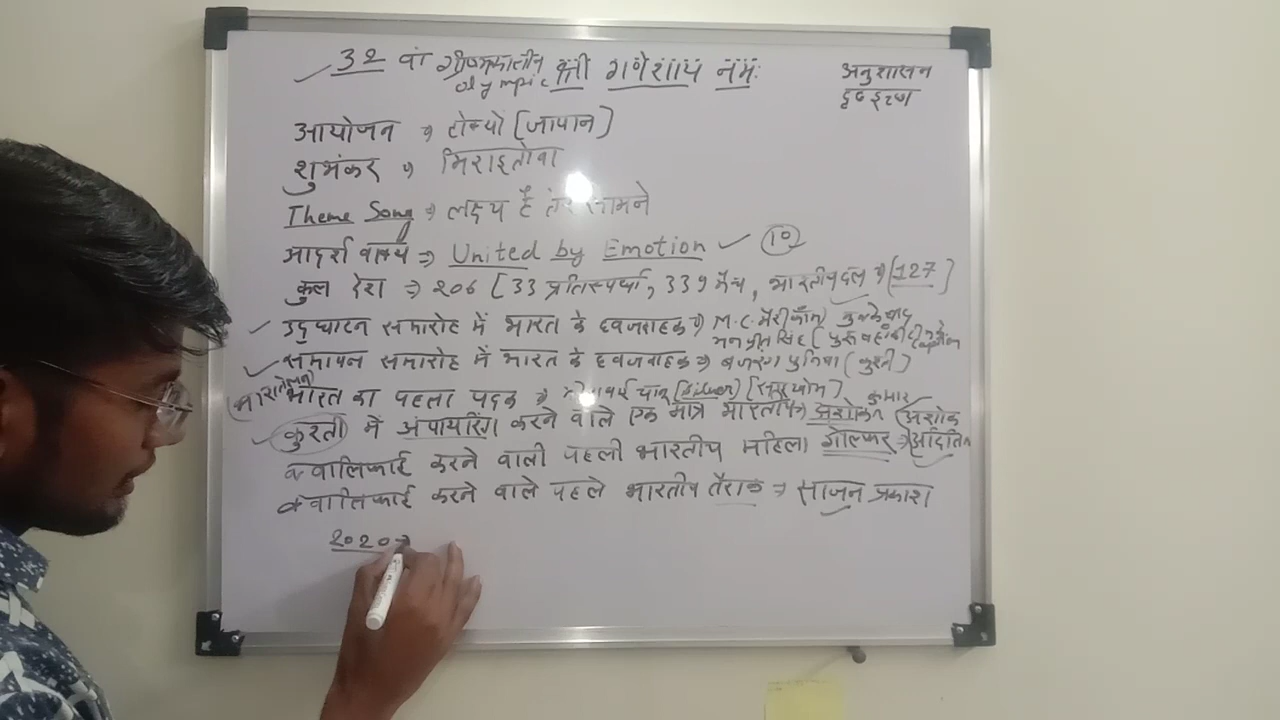 32 वां ग्रीष्मकालीन Olympic
श्री गणेशाय नमः
अनुशासन
आयोजन → टोक्यो [जापान]
शुभंकर → मिराइतोवा
Theme Song → लक्ष्य है तेरे सामने
आदर्श वाक्य ⇒ United by Emotion ✓ (10)
कुल देश ⇒ २०६ [33 प्रतिस्पर्धा, 339 मैच, भारतीय दल → [127]
✓ उद्घाटन समारोह में भारत के ध्वजवाहक → M.C. मैरीकॉम मुक्केबाद
मनप्रीत सिंह [पुरुष हॉकी
✓ समापन समारोह में भारत के ध्वजवाहक → बजरंग पुनिया (कुश्ती)
भारोत्तोलन भारत का पहला पदक → चानू [Silver]
कुश्ती में अंपायरिंग करने वाले एक मात्र भारतीय → अशोक कुमार
क्वालिफाई करने वाली पहली भारतीय महिला गोल्फर → अदिति
क्वालिफाई करने वाले पहले भारतीय तैराक → साजन प्रकाश
२०२० →